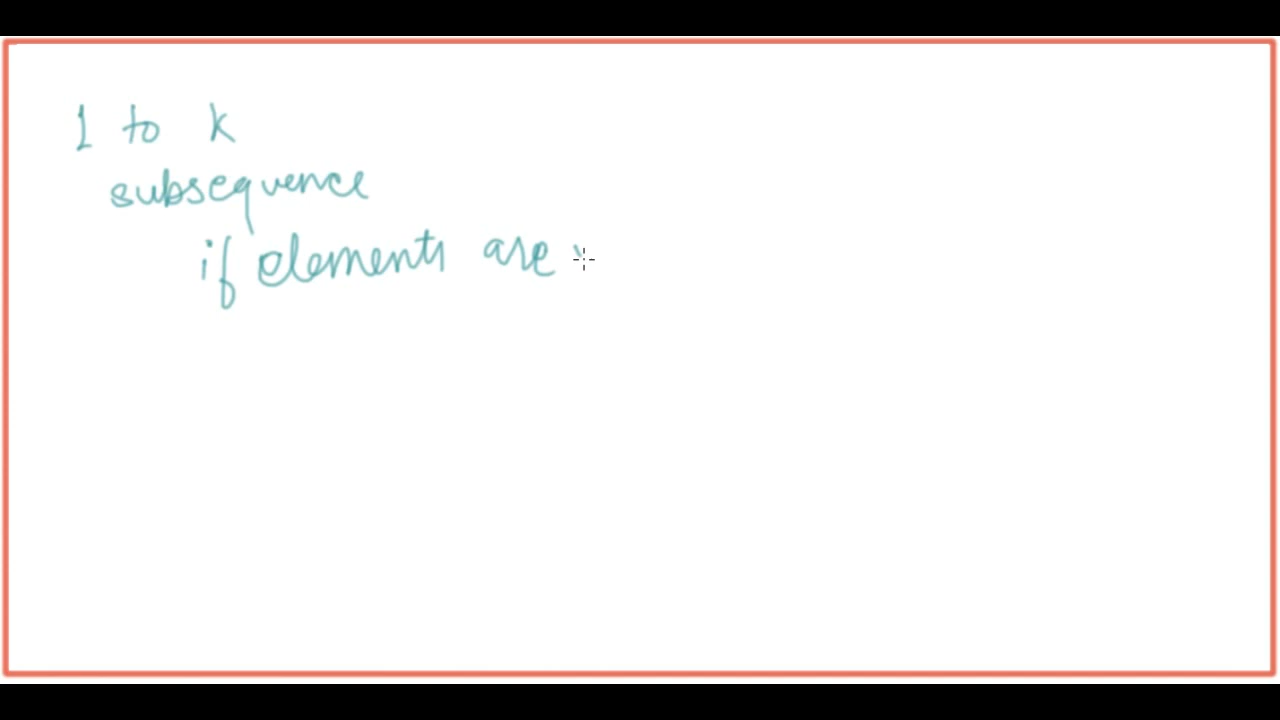 1 to k
subsequence
if elements are